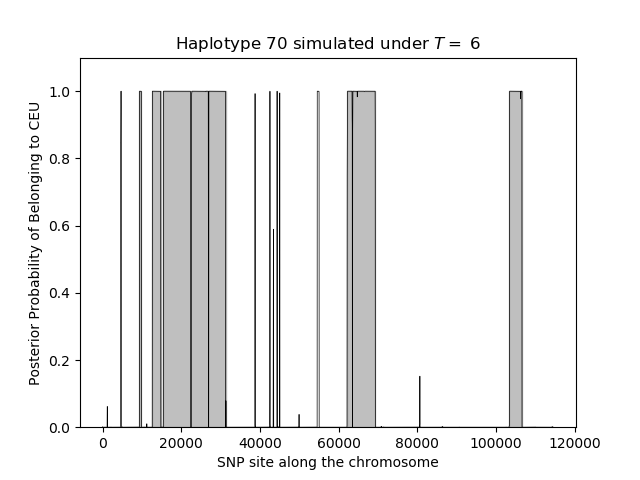 Haplotype 70 simulated under T = 6
Posterior Probability of Belonging to CEU
1.0
0.8
0.6
0.4
0.2
0.0
0 20000 40000 60000 80000 100000 120000
SNP site along the chromosome